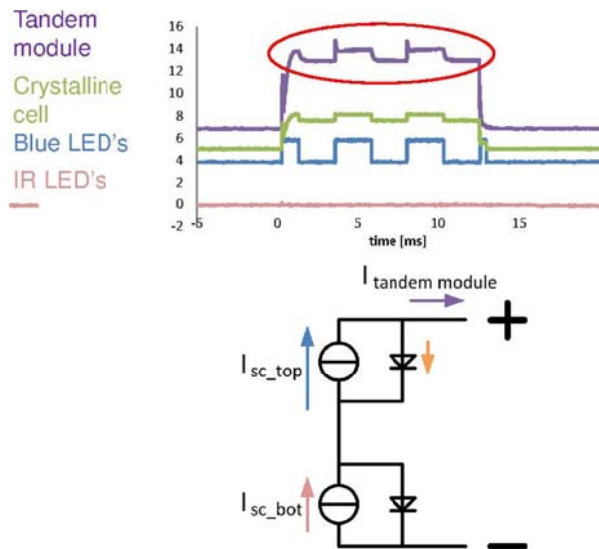 Tandem
module
Crystalline
cell
Blue LED's
IR LED's
16
14
12
10
8
6
4
2
0
-2
-5
0
5
10
15
time [ms]
I tandem module
+
I sc_top
I sc_bot
−